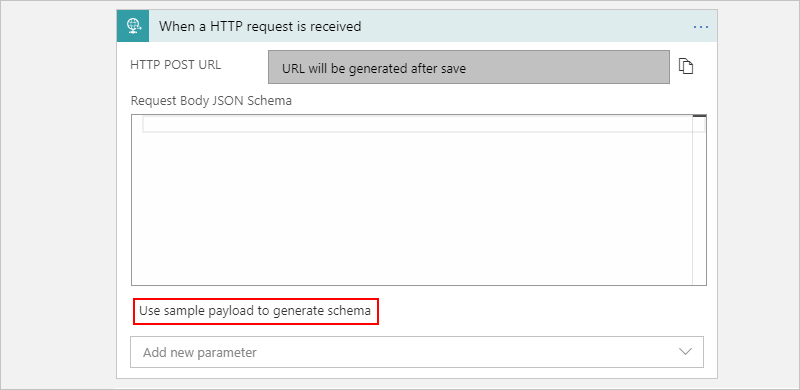 When a HTTP request is received
HTTP POST URL
URL will be generated after save
Request Body JSON Schema
Use sample payload to generate schema
Add new parameter